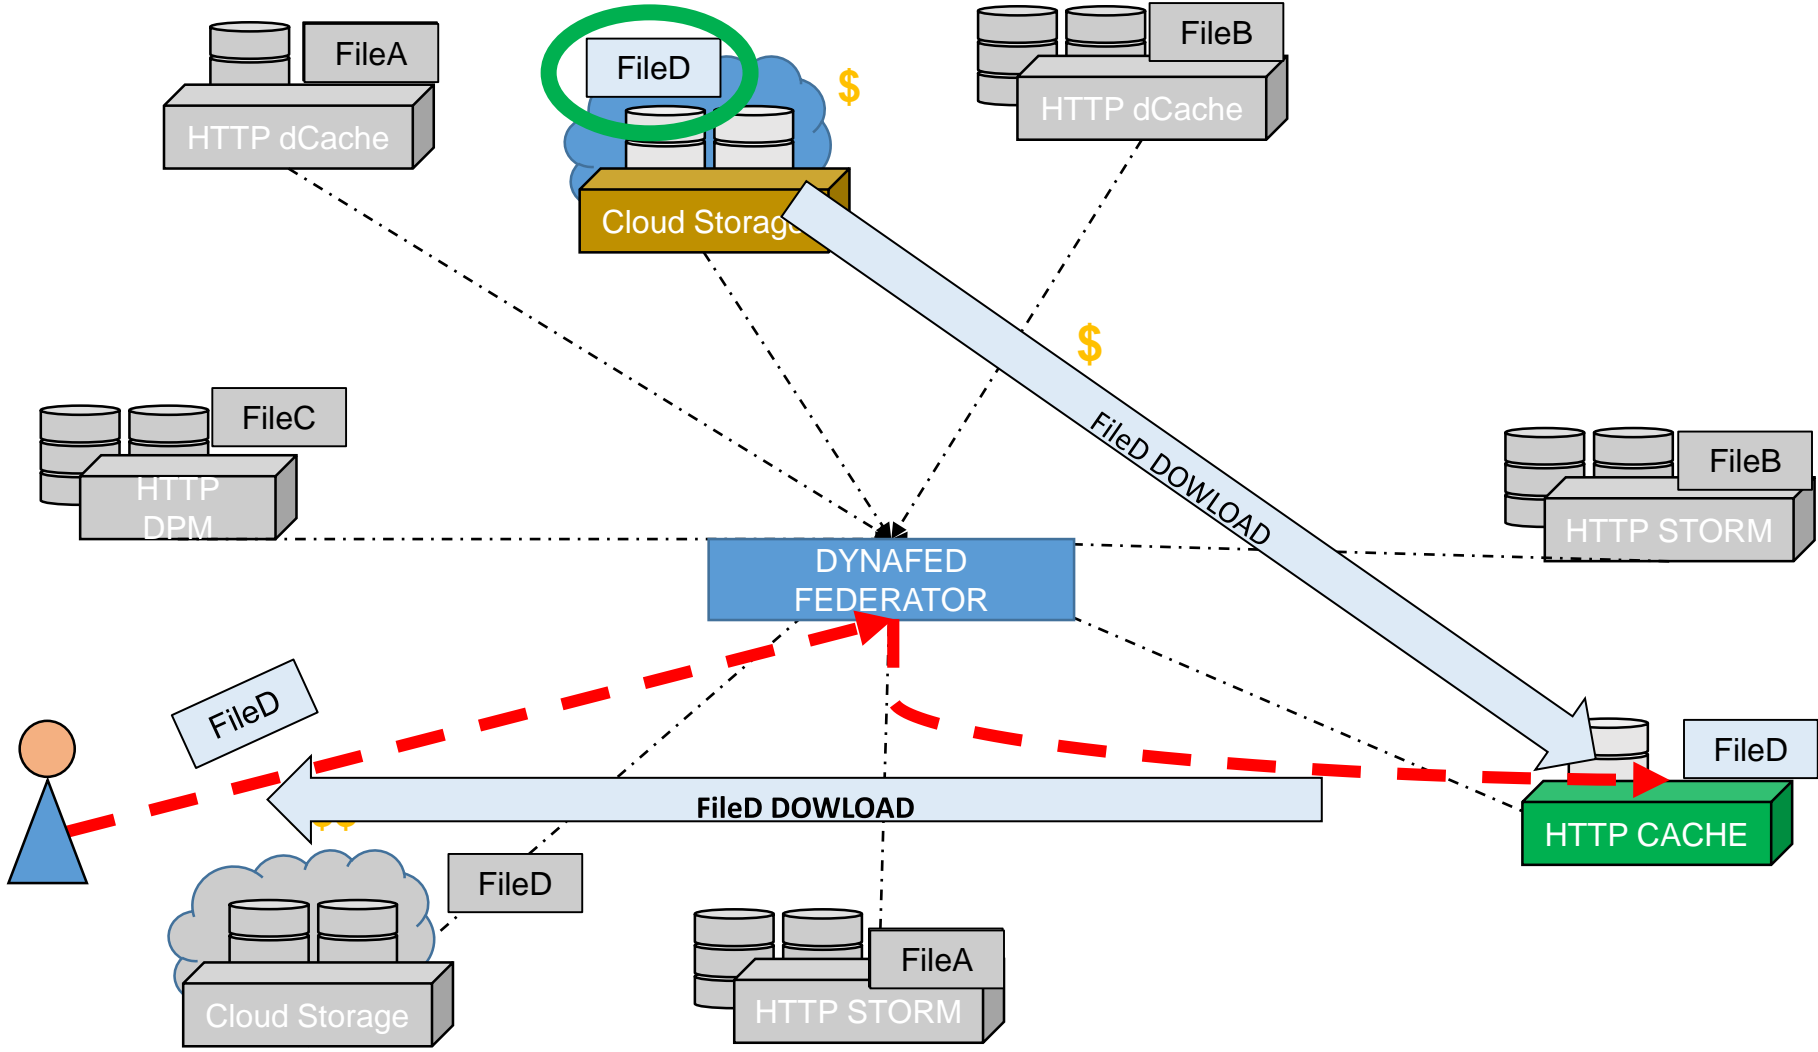 FileA
HTTP dCache
FileD
$
Cloud Storage
FileB
HTTP dCache
$
FileC
HTTP
DPM
FileD DOWLOAD
FileB
HTTP STORM
DYNAFED
FEDERATOR
FileD
FileD DOWLOAD
$$
FileD
HTTP CACHE
FileD
Cloud Storage
FileA
HTTP STORM